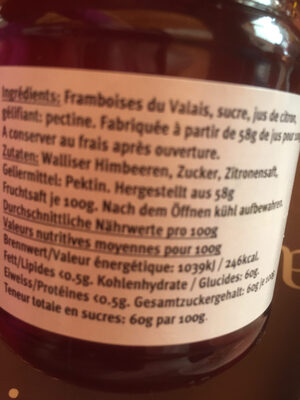 Ingrédients: Framboises du Valais, sucre, jus de citron,
gélifiant: pectine. Fabriquée à partir de 58g de jus pour
A conserver au frais après ouverture.
Zutaten: Walliser Himbeeren, Zucker, Zitronensaft,
Geliermittel: Pektin. Hergestellt aus 58g
Fruchtsaft je 100g. Nach dem Öffnen kühl aufbewahren.
Durchschnittliche Nährwerte pro 100g
Valeurs nutritives moyennes pour 100g
Brennwert/Valeur énergétique: 1039kJ / 246kcal.
Fett/Lipides <0.5g. Kohlenhydrate / Glucides: 60g.
Eiweiss/Protéines <0.5g. Gesamtzuckergehalt: 60g je 100g
Teneur totale en sucres: 60g par 100g.